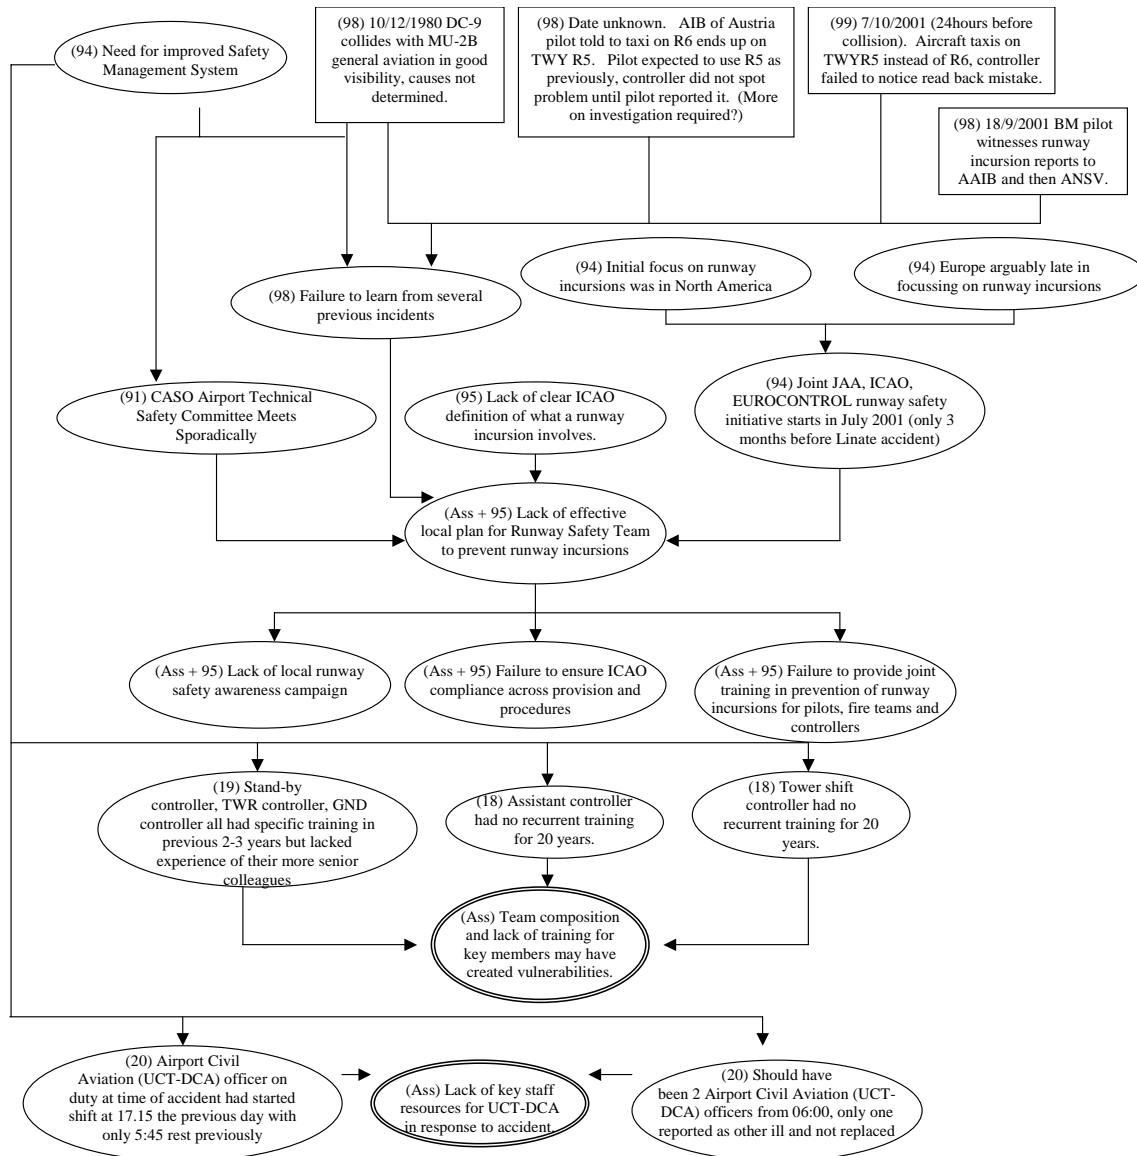 (94) Need for improved Safety
Management System
(98) 10/12/1980 DC-9
collides with MU-2B
general aviation in good
visibility, causes not
determined.
(98) Date unknown. AIB of Austria
pilot told to taxi on R6 ends up on
TWY R5. Pilot expected to use R5 as
previously, controller did not spot
problem until pilot reported it. (More
on investigation required?)
(99) 7/10/2001 (24hours before
collision). Aircraft taxis on
TWYR5 instead of R6, controller
failed to notice read back mistake.
(98) 18/9/2001 BM pilot
witnesses runway
incursion reports to
AAIB and then ANSV.
(94) Initial focus on runway
incursions was in North America
(94) Europe arguably late in
focussing on runway incursions
(98) Failure to learn from several
previous incidents
(91) CASO Airport Technical
Safety Committee Meets
Sporadically
(95) Lack of clear ICAO
definition of what a runway
incursion involves.
(94) Joint JAA, ICAO,
EUROCONTROL runway safety
initiative starts in July 2001 (only 3
months before Linate accident)
(Ass + 95) Lack of effective
local plan for Runway Safety Team
to prevent runway incursions
(Ass + 95) Lack of local runway
safety awareness campaign
(Ass + 95) Failure to ensure ICAO
compliance across provision and
procedures
(Ass + 95) Failure to provide joint
training in prevention of runway
incursions for pilots, fire teams and
controllers
(19) Stand-by
controller, TWR controller, GND
controller all had specific training in
previous 2-3 years but lacked
experience of their more senior
colleagues
(18) Assistant controller
had no recurrent training
for 20 years.
(18) Tower shift
controller had no
recurrent training for 20
years.
(Ass) Team composition
and lack of training for
key members may have
created vulnerabilities.
(20) Airport Civil
Aviation (UCT-DCA) officer on
duty at time of accident had started
shift at 17.15 the previous day with
only 5:45 rest previously
(Ass) Lack of key staff
resources for UCT-DCA
in response to accident.
(20) Should have
been 2 Airport Civil Aviation (UCT-
DCA) officers from 06:00, only one
reported as other ill and not replaced